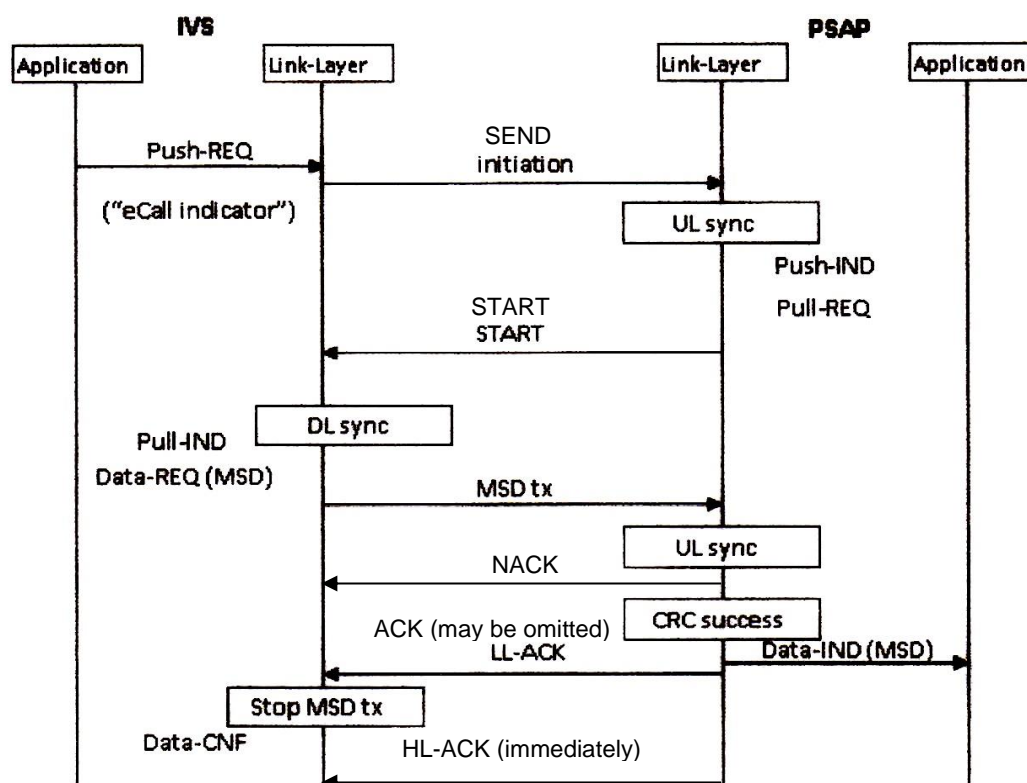 IVS
PSAP
Application
Link-Layer
Link-Layer
Application
Push-REQ
SEND
initiation
("eCall indicator")
UL sync
Push-IND
Pull-REQ
START
START
DL sync
Pull-IND
Data-REQ (MSD)
MSD tx
UL sync
NACK
CRC success
ACK (may be omitted)
LL-ACK
Data-IND (MSD)
Stop MSD tx
Data-CNF
HL-ACK (immediately)